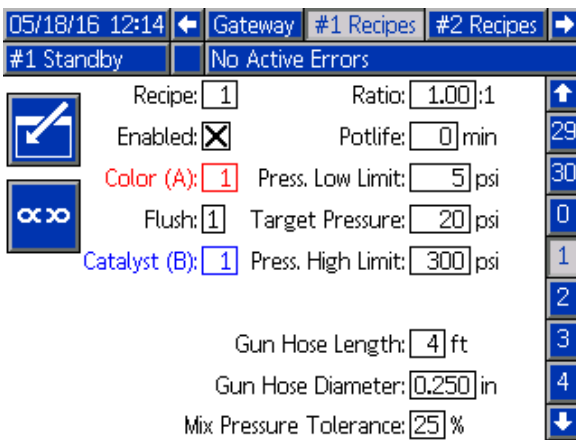 05/18/16 12:14 Gateway #1 Recipes #2 Recipes
#1 Standby No Active Errors
Recipe: 1 Ratio: 1.00 :1
Enabled: Potlife: 0 min
Color (A): 1 Press. Low Limit: 5 psi
Flush: 1 Target Pressure: 20 psi
Catalyst (B): 1 Press. High Limit: 300 psi
Gun Hose Length: 4 ft
Gun Hose Diameter: 0.250 in
Mix Pressure Tolerance: 25 %
29
30
0
1
2
3
4